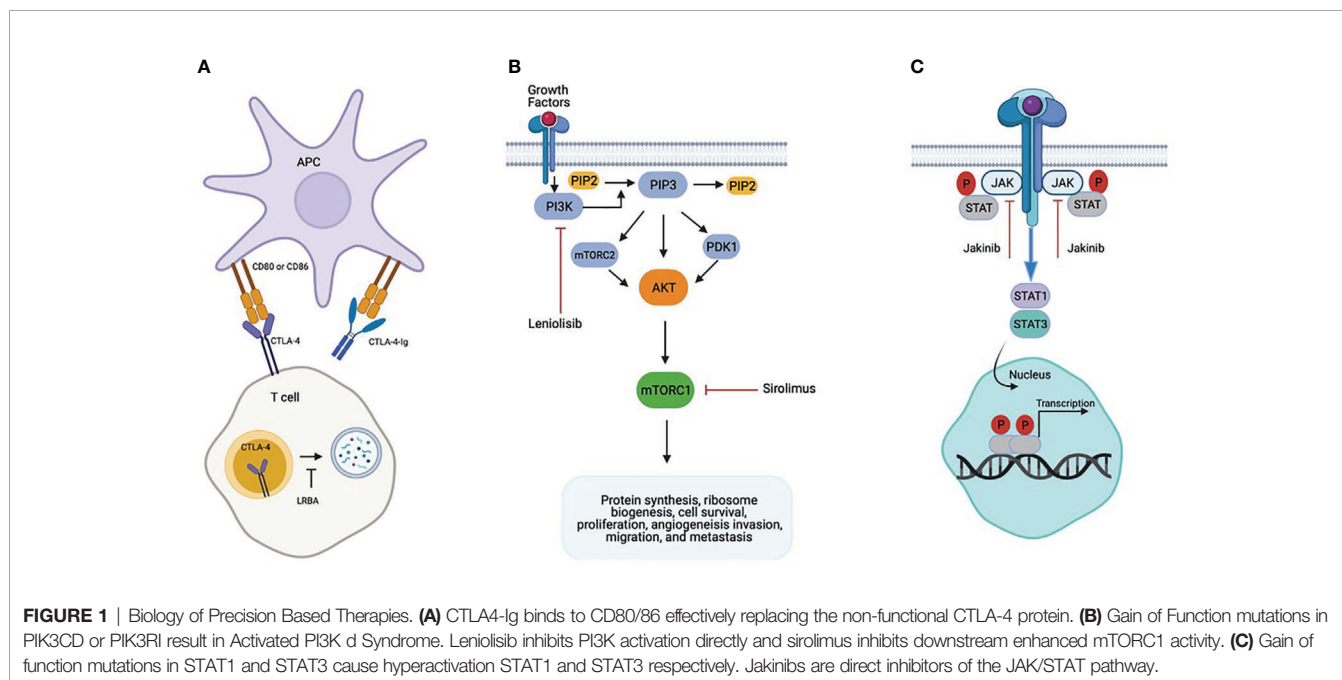 A
APC
CD80 or CD86
CTLA-4
CTLA-4-Ig
T cell
CTLA-4
LRBA
B
Growth
Factors
PIP2
PIP3
PIP2
PI3K
mTORC2
PDK1
AKT
Leniolisib
mTORC1
Sirolimus
Protein synthesis, ribosome
biogenesis, cell survival,
proliferation, angiogeneisis invasion,
migration, and metastasis
C
P
JAK
JAK
P
STAT
STAT
Jakinib
Jakinib
STAT1
STAT3
Nucleus
Transcription
P
P
FIGURE 1 | Biology of Precision Based Therapies. (A) CTLA4-Ig binds to CD80/86 effectively replacing the non-functional CTLA-4 protein. (B) Gain of Function mutations in
PIK3CD or PIK3RI result in Activated PI3K d Syndrome. Leniolisib inhibits PI3K activation directly and sirolimus inhibits downstream enhanced mTORC1 activity. (C) Gain of
function mutations in STAT1 and STAT3 cause hyperactivation STAT1 and STAT3 respectively. Jakinibs are direct inhibitors of the JAK/STAT pathway.